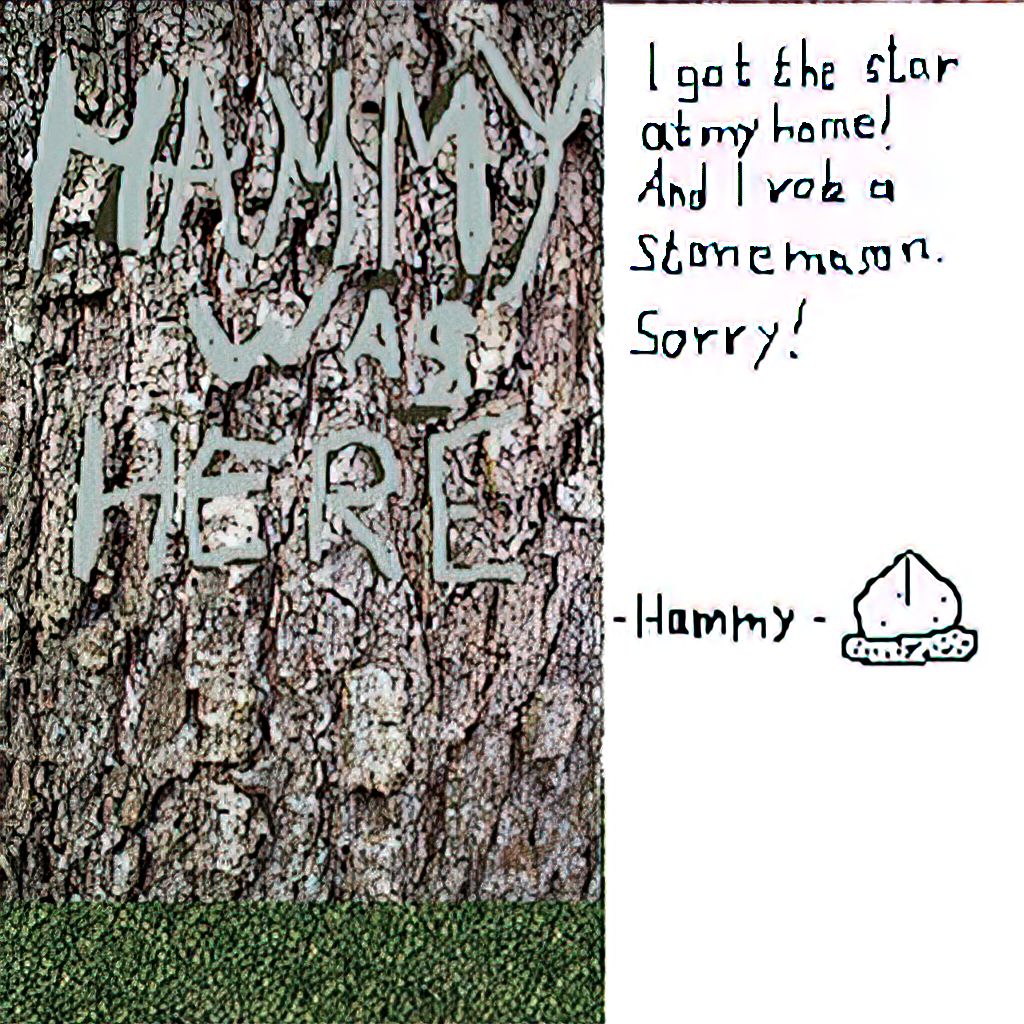 HAMMY
WAS
HERE
I got the star
at my home!
And I rob a
Stonemason.
Sorry!
-Hammy-